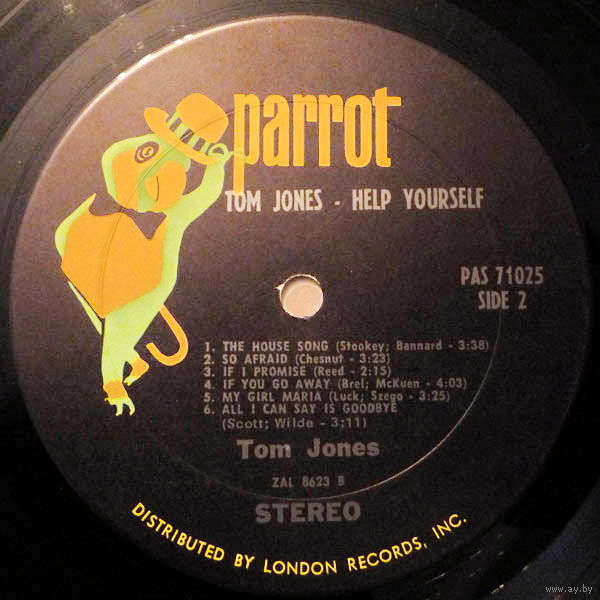 parrot
TOM JONES - HELP YOURSELF
PAS 71025
SIDE 2
1. THE HOUSE SONG (Stookey; Bannard - 3:38)
2. SO AFRAID (Chesnut - 3:23)
3. IF I PROMISE (Reed - 2:15)
4. IF YOU GO AWAY (Brel; McKuen - 4:03)
5. MY GIRL MARIA (Luck; Szego - 3:25)
6. ALL I CAN SAY IS GOODBYE
(Scott; Wilde - 3:11)
Tom Jones
ZAL 8623 B
STEREO
DISTRIBUTED BY LONDON RECORDS, INC.
www.ay.by